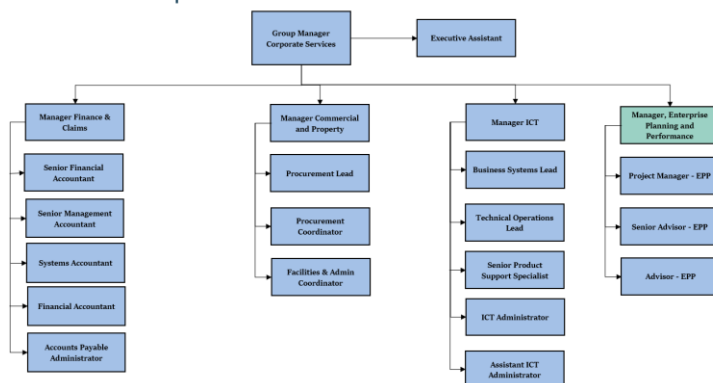 Group Manager
Corporate Services
Executive Assistant
Manager Finance &
Claims
Senior Financial
Accountant
Senior Management
Accountant
Systems Accountant
Financial Accountant
Accounts Payable
Administrator
Manager Commercial
and Property
Procurement Lead
Procurement
Coordinator
Facilities & Admin
Coordinator
Manager ICT
Business Systems Lead
Technical Operations
Lead
Senior Product
Support Specialist
ICT Administrator
Assistant ICT
Administrator
Manager, Enterprise
Planning and
Performance
Project Manager - EPP
Senior Advisor - EPP
Advisor - EPP